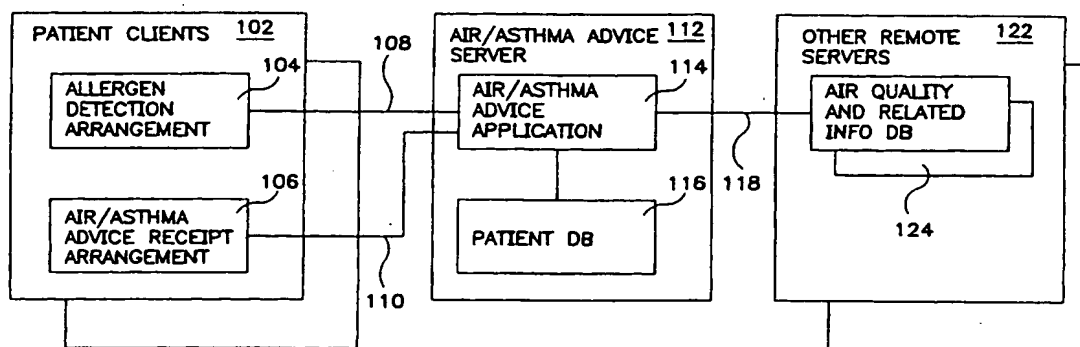 PATIENT CLIENTS 102
ALLERGEN
DETECTION
ARRANGEMENT
104
AIR/ASTHMA
ADVICE RECEIPT
ARRANGEMENT
106
108
110
AIR/ASTHMA ADVICE 112
SERVER
AIR/ASTHMA
ADVICE
APPLICATION
114
PATIENT DB
116
118
OTHER REMOTE 122
SERVERS
AIR QUALITY
AND RELATED
INFO DB
124